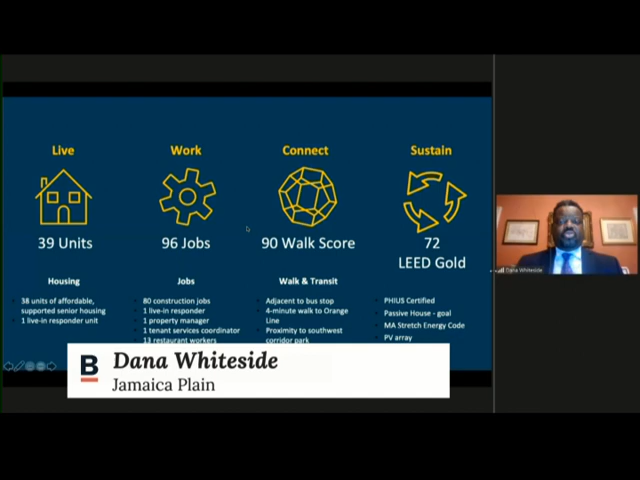 Live
Work
Connect
Sustain
39 Units
96 Jobs
90 Walk Score
72
LEED Gold
Housing
38 units of affordable,
supported senior housing
1 live-in responder unit
Jobs
80 construction jobs
1 live-in responder
1 property manager
1 tenant services coordinator
13 restaurant workers
Walk & Transit
Adjacent to bus stop
4-minute walk to Orange
Line
Proximity to southwest
corridor park
PHIUS Certified
Passive House - goal
MA Stretch Energy Code
PV array
Dana Whiteside
B
Dana Whiteside
Jamaica Plain